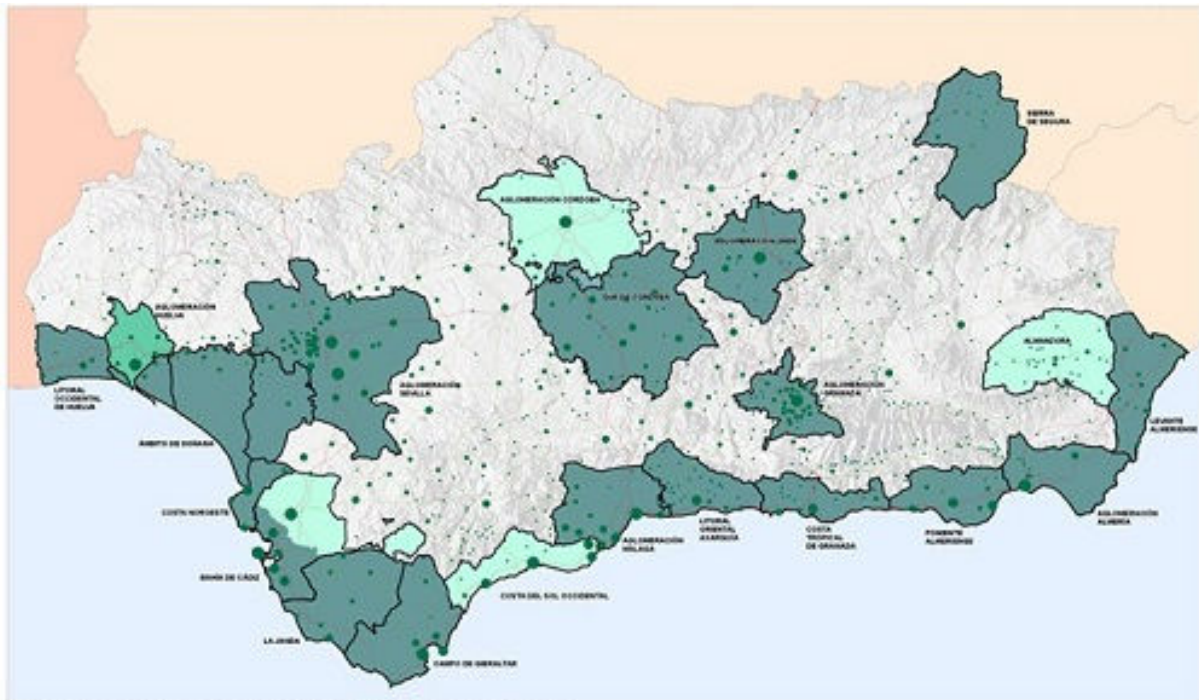 SIERRA
DE SEGURA
AGLOMERACIÓN CÓRDOBA
AGLOMERACIÓN JAÉN
SUR DE CÓRDOBA
AGLOMERACIÓN
HUELVA
ALMANZORA
LITORAL
OCCIDENTAL
DE HUELVA
AGLOMERACIÓN
SEVILLA
AGLOMERACIÓN
GRANADA
LEVANTE
ALMERIENSE
ÁMBITO DE DOÑANA
COSTA NOROESTE
AGLOMERACIÓN
MÁLAGA
LITORAL
ORIENTAL
AXARQUÍA
COSTA
TROPICAL
DE GRANADA
PONIENTE
ALMERIENSE
AGLOMERACIÓN
ALMERÍA
BAHÍA DE CÁDIZ
COSTA DEL SOL OCCIDENTAL
LA JANDA
CAMPO DE GIBRALTAR